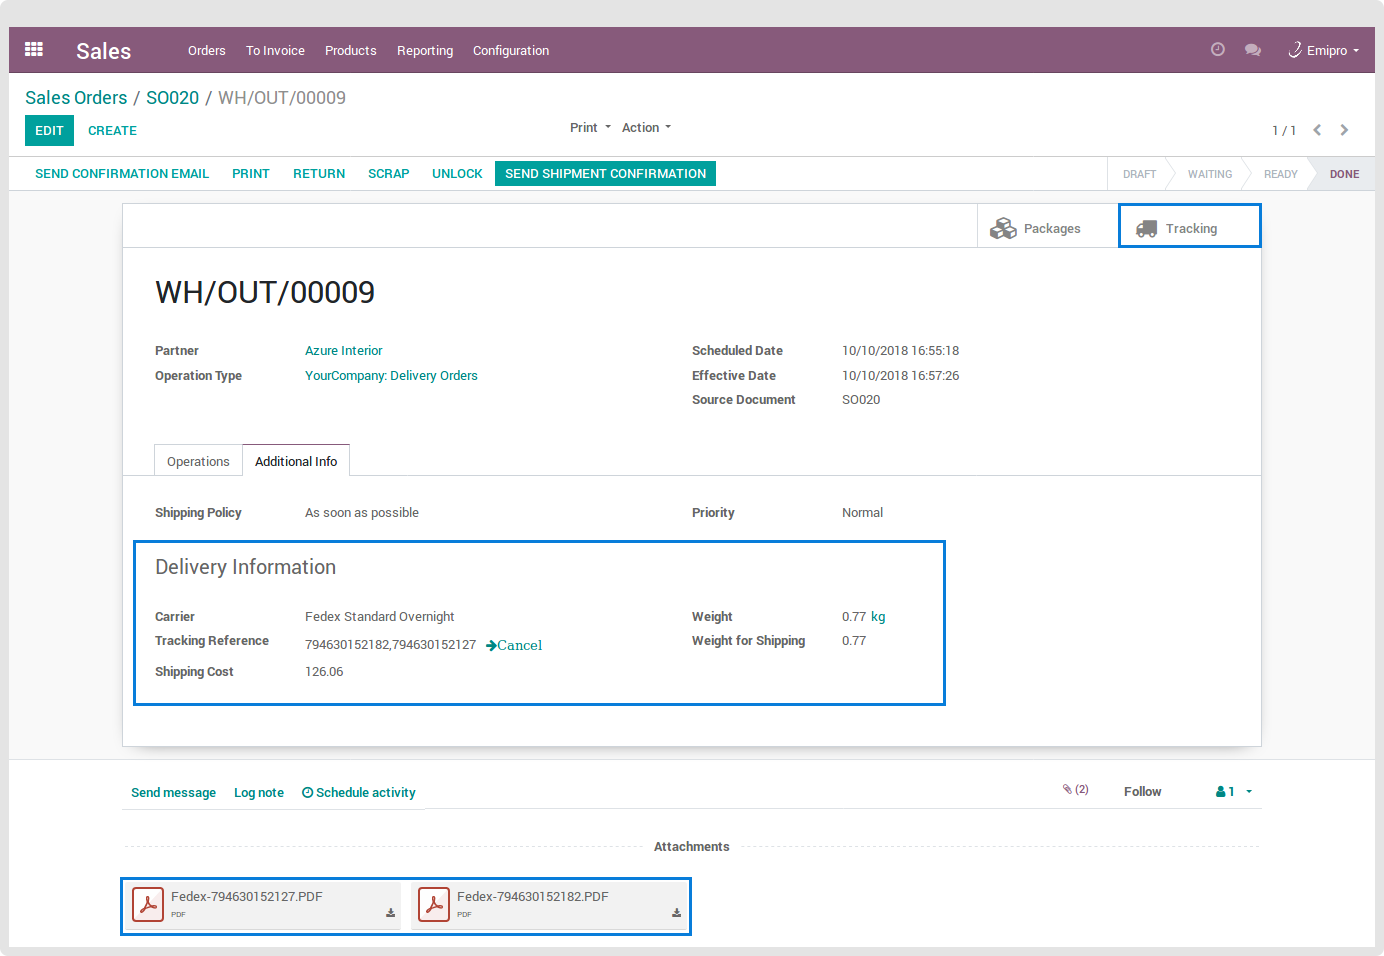 Sales Orders To Invoice Products Reporting Configuration Emipro
Sales Orders / SO020 / WH/OUT/00009
EDIT CREATE Print Action 1 / 1
SEND CONFIRMATION EMAIL PRINT RETURN SCRAP UNLOCK SEND SHIPMENT CONFIRMATION DRAFT WAITING READY DONE
Packages Tracking
WH/OUT/00009
Partner Azure Interior Scheduled Date 10/10/2018 16:55:18
Operation Type YourCompany: Delivery Orders Effective Date 10/10/2018 16:57:26
Source Document SO020
Operations Additional Info
Shipping Policy As soon as possible Priority Normal
Delivery Information
Carrier Fedex Standard Overnight Weight 0.77 kg
Tracking Reference 794630152182,794630152127 Cancel Weight for Shipping 0.77
Shipping Cost 126.06
Send message Log note Schedule activity (2) Follow 1
Attachments
Fedex-794630152127.PDF Fedex-794630152182.PDF
PDF PDF